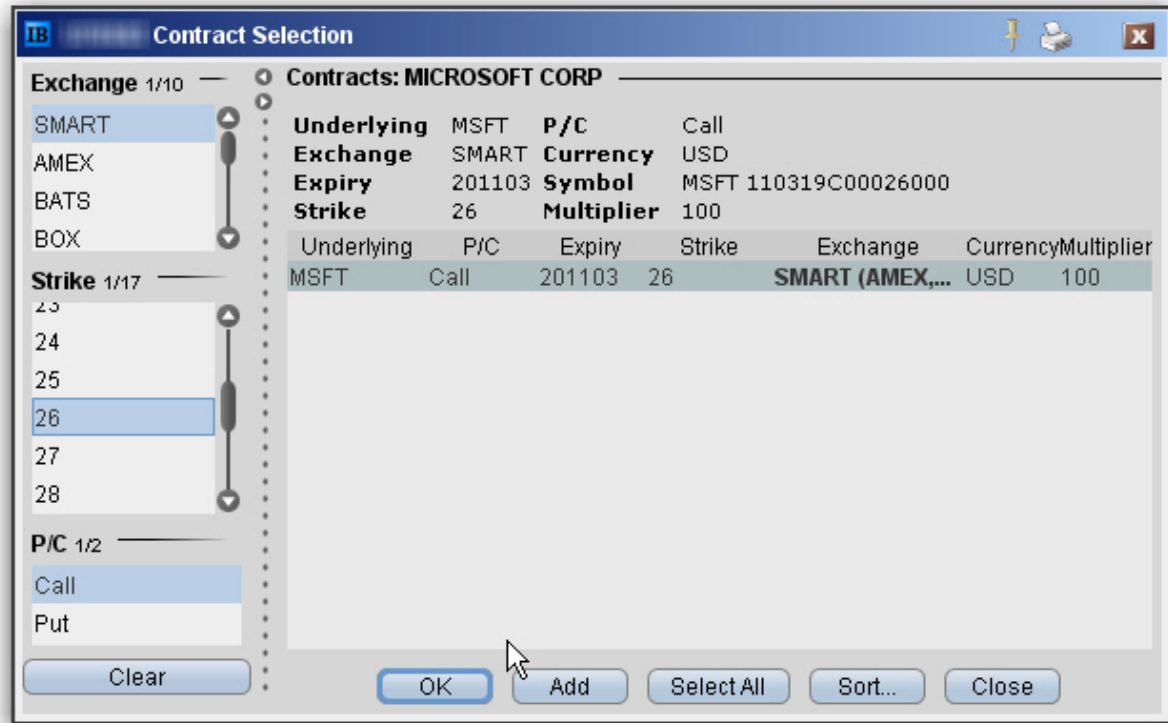 IB Contract Selection
Exchange 1/10
SMART
AMEX
BATS
BOX
Strike 1/17
23
24
25
26
27
28
P/C 1/2
Call
Put
Clear
Contracts: MICROSOFT CORP
Underlying MSFT P/C Call
Exchange SMART Currency USD
Expiry 201103 Symbol MSFT 110319C00026000
Strike 26 Multiplier 100
Underlying P/C Expiry Strike Exchange CurrencyMultiplier
MSFT Call 201103 26 SMART (AMEX,... USD 100
OK Add Select All Sort... Close